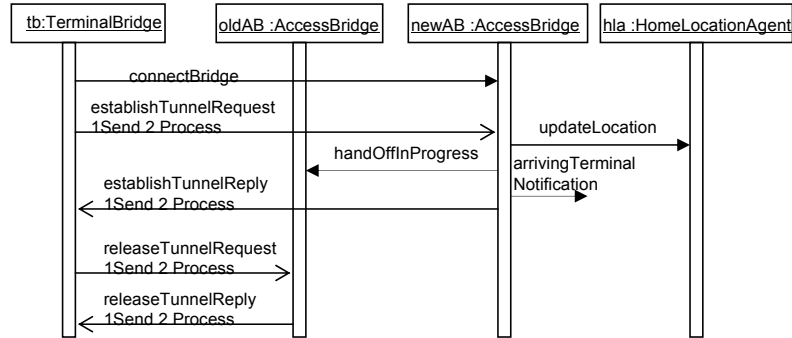 tb:TerminalBridge
oldAB :AccessBridge
newAB :AccessBridge
hla :HomeLocationAgent
connectBridge
establishTunnelRequest
1Send 2 Process
updateLocation
handOffInProgress
arrivingTerminal
Notification
establishTunnelReply
1Send 2 Process
releaseTunnelRequest
1Send 2 Process
releaseTunnelReply
1Send 2 Process